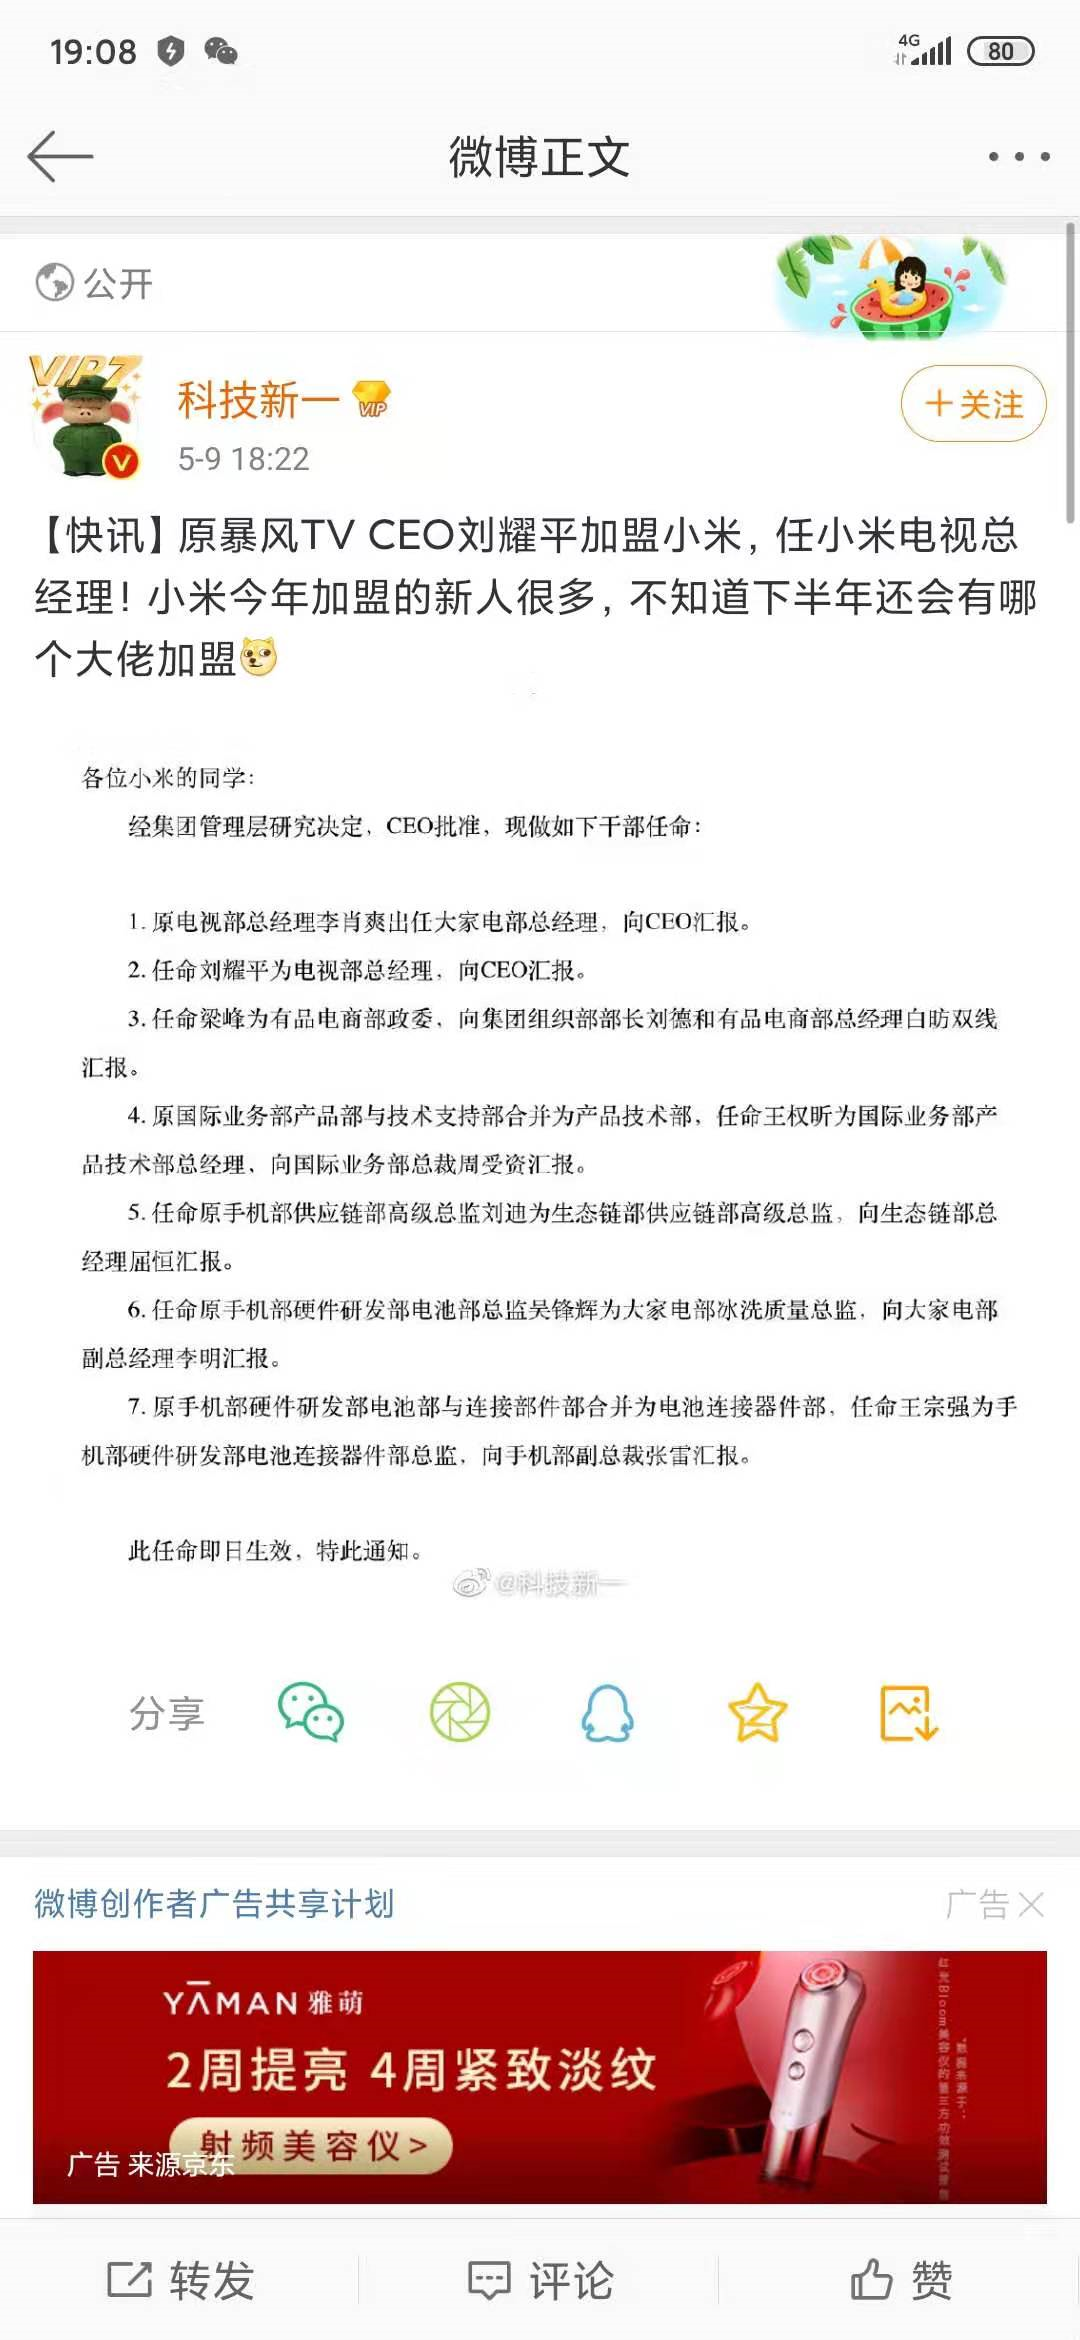 19:08
4G
80
微博正文
公开
VIP7
科技新一 VIP
+关注
5-9 18:22
【快讯】原暴风TV CEO刘耀平加盟小米，任小米电视总
经理！小米今年加盟的新人很多，不知道下半年还会有哪
个大佬加盟
各位小米的同学：
经集团管理层研究决定，CEO批准，现做如下干部任命：
1. 原电视部总经理李肖爽出任大家电部总经理，向CEO汇报。
2. 任命刘耀平为电视部总经理，向CEO汇报。
3. 任命梁峰为有品电商部政委，向集团组织部部长刘德和有品电商部总经理白昉双线
汇报。
4. 原国际业务部产品部与技术支持部合并为产品技术部，任命王权昕为国际业务部产
品技术部总经理，向国际业务部总裁周受资汇报。
5. 任命原手机部供应链部高级总监刘迪为生态链部供应链部高级总监，向生态链部总
经理屈恒汇报。
6. 任命原手机部硬件研发部电池部总监吴锋辉为大家电部冰洗质量总监，向大家电部
副总经理李明汇报。
7. 原手机部硬件研发部电池部与连接部件部合并为电池连接器件部，任命王宗强为手
机部硬件研发部电池连接器件部总监，向手机部副总裁张雷汇报。
此任命即日生效，特此通知。
@科技新一
分享
微博创作者广告共享计划
广告
YAMAN 雅萌
2周提亮 4周紧致淡纹
射频美容仪>
广告 来源京东
转发
评论
赞